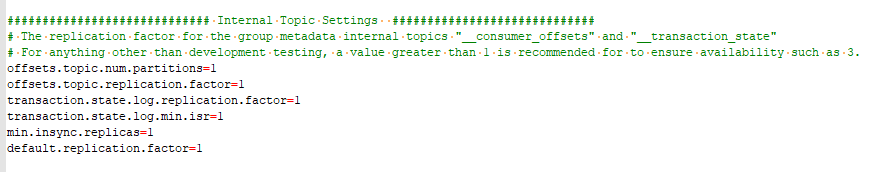 ############################# Internal Topic Settings  #############################
# The replication factor for the group metadata internal topics "__consumer_offsets" and "__transaction_state"
# For anything other than development testing, a value greater than 1 is recommended for to ensure availability such as 3.
offsets.topic.num.partitions=1
offsets.topic.replication.factor=1
transaction.state.log.replication.factor=1
transaction.state.log.min.isr=1
min.insync.replicas=1
default.replication.factor=1